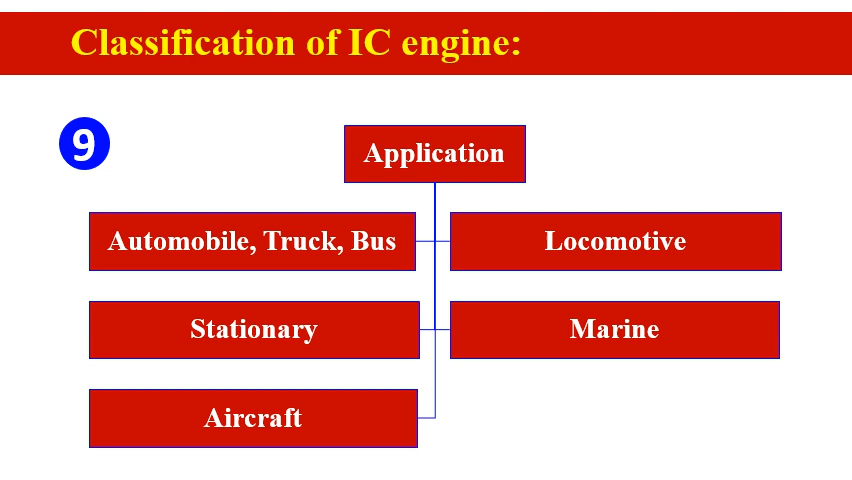 Classification of IC engine:
9
Application
Automobile, Truck, Bus
Locomotive
Stationary
Marine
Aircraft